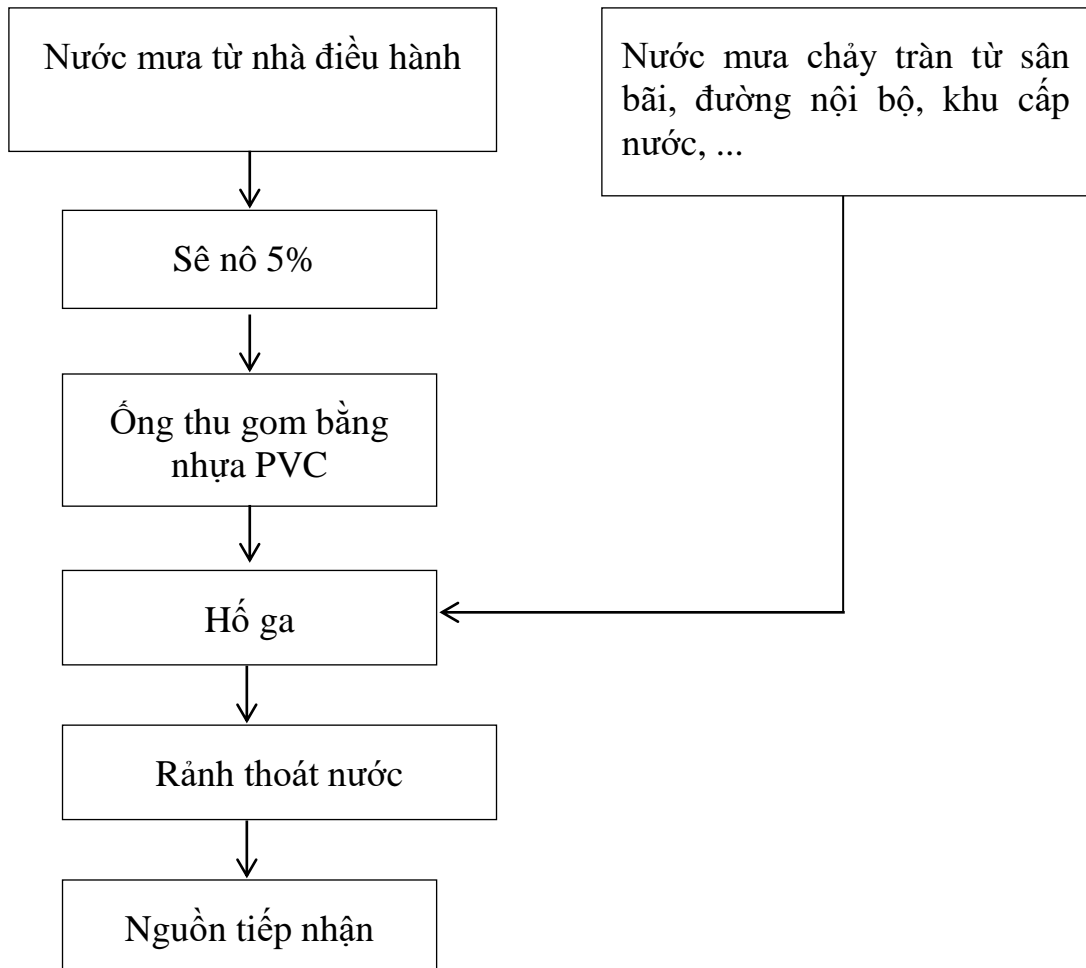 Nước mưa từ nhà điều hành
Nước mưa chảy tràn từ sân
bãi, đường nội bộ, khu cấp
nước, ...
Sê nô 5%
Ống thu gom bằng
nhựa PVC
Hố ga
Rảnh thoát nước
Nguồn tiếp nhận